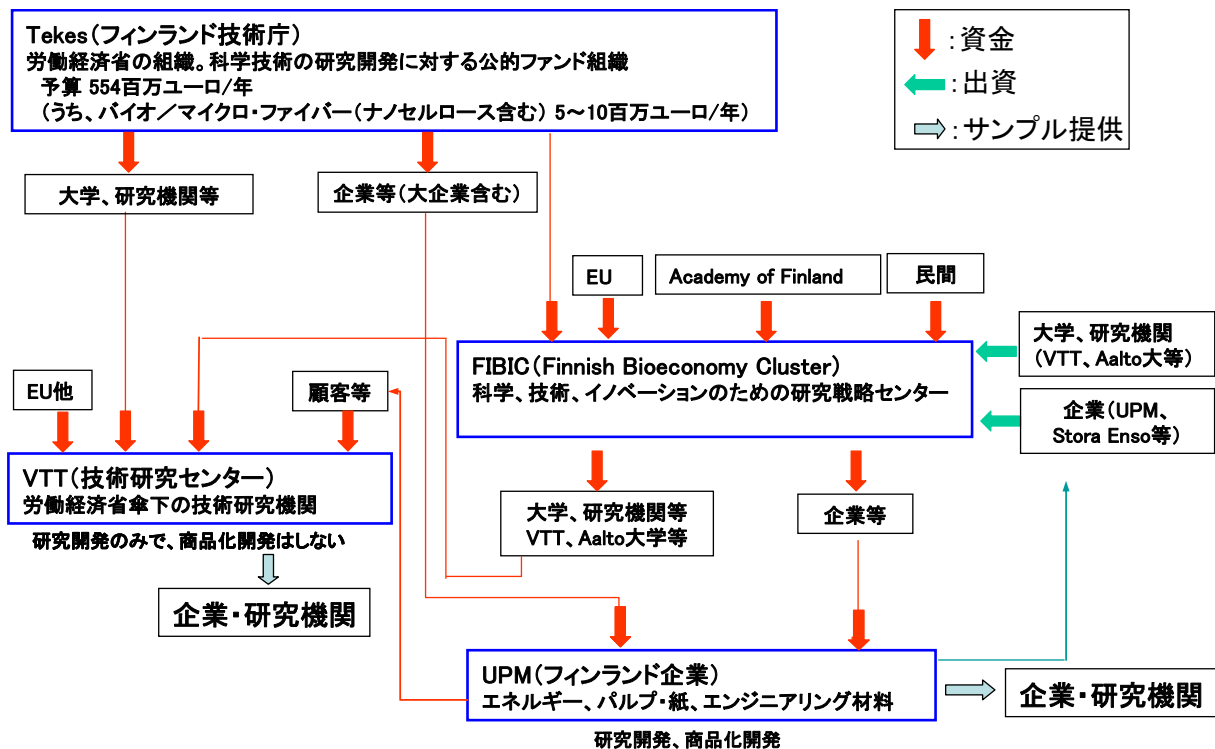 Tekes(フィンランド技術庁)
労働経済省の組織。科学技術の研究開発に対する公的ファンド組織
予算 554百万ユーロ/年
(うち、バイオ/マイクロ・ファイバー(ナノセルロース含む) 5~10百万ユーロ/年)
:資金
:出資
:サンプル提供
大学、研究機関等
企業等(大企業含む)
EU
Academy of Finland
民間
大学、研究機関
(VTT、Aalto大等)
FIBIC(Finnish Bioeconomy Cluster)
科学、技術、イノベーションのための研究戦略センター
企業(UPM、
Stora Enso等)
EU他
顧客等
VTT(技術研究センター)
労働経済省傘下の技術研究機関
研究開発のみで、商品化開発はしない
大学、研究機関等
VTT、Aalto大学等
企業等
企業・研究機関
UPM(フィンランド企業)
エネルギー、パルプ・紙、エンジニアリング材料
企業・研究機関
研究開発、商品化開発